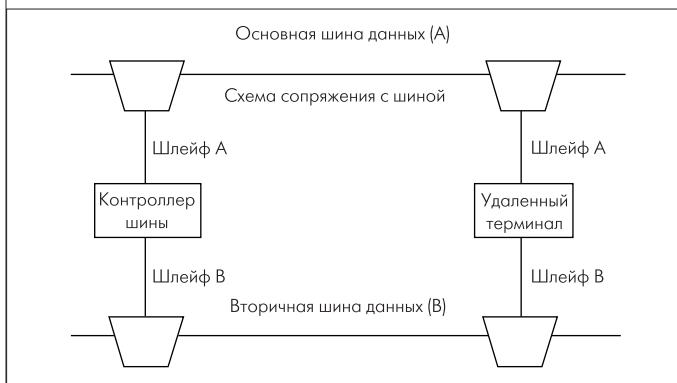 Основная шина данных (А)
Схема сопряжения с шиной
Шлейф А
Шлейф А
Контроллер
шины
Удаленный
терминал
Шлейф В
Шлейф В
Вторичная шина данных (В)